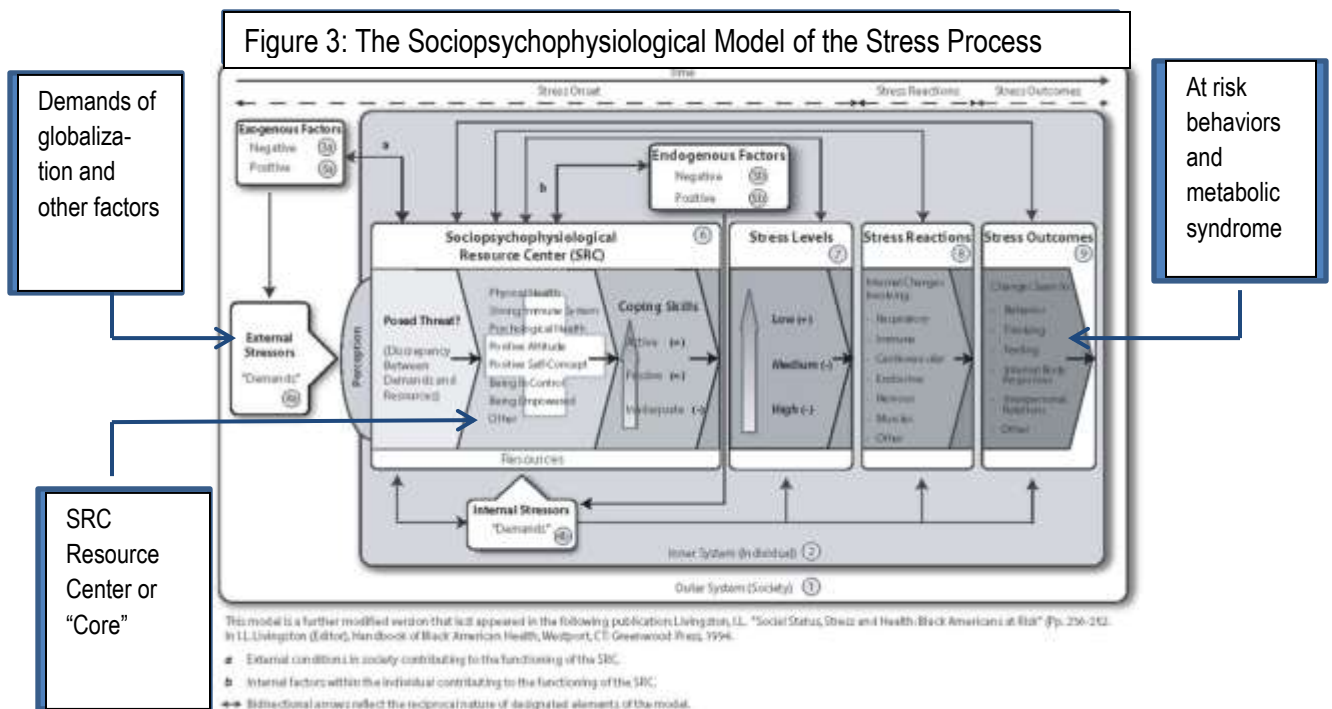 Figure 3: The Sociopsychophysiological Model of the Stress Process
Demands of
globaliza-
tion and
other factors
At risk
behaviors
and
metabolic
syndrome
SRC
Resource
Center or
“Core”
Time
Stress Onset
Stress Reactions
Stress Outcomes
Exogenous Factors
Negative
Positive
a
b
Endogenous Factors
Negative
Positive
External
Stressors
"Demands"
Perception
Sociopsychophysiological
Resource Center (SRC)
6
Posed Threat?
(Discrepancy
Between
Demands and
Resources)
Physical Health
Strong Immune System
Psychological Health
Positive Attitude
Positive Self-Concept
Being In Control
Being Empowered
Other
Coping Skills
Active (+)
Passive
Inadequate (-)
Resources
Stress Levels
7
Low (+)
Medium (-)
High (-)
Stress Reactions
8
Internal Changes
Involving:
- Respiratory
- Immune
- Cardiovascular
- Endocrine
- Nervous
- Muscles
- Other
Stress Outcomes
9
Changes
- Behavior
- Thinking
- Feeling
- Internal Body
- Interpersonal
Relations
- Other
Internal Stressors
"Demands"
Inner System (Individual) 2
Outer System (Society) 1
This model is a further modified version that last appeared in the following publication: Livingston, I.L. "Social Status, Stress and Health: Black Americans at Risk"
In I.L. Livingston (Editor), Handbook of Black American Health, Westport, CT: Greenwood Press, 1994.
a External conditions in society contributing to the functioning of the SRC.
b Internal factors within the individual contributing to the functioning of the SRC.
↔ Bidirectional arrows reflect the reciprocal nature of designated elements of the model.